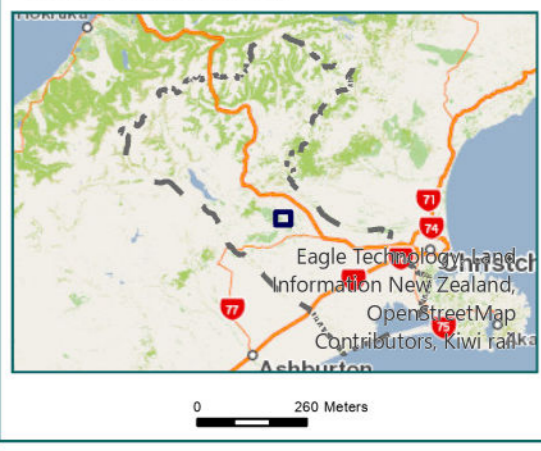 Hokitika
71
74
Eagle Technology, Land
Christch
Information New Zealand,
77
OpenStreetMap
75
Aka
Contributors, Kiwi rail
Ashburton
0 260 Meters